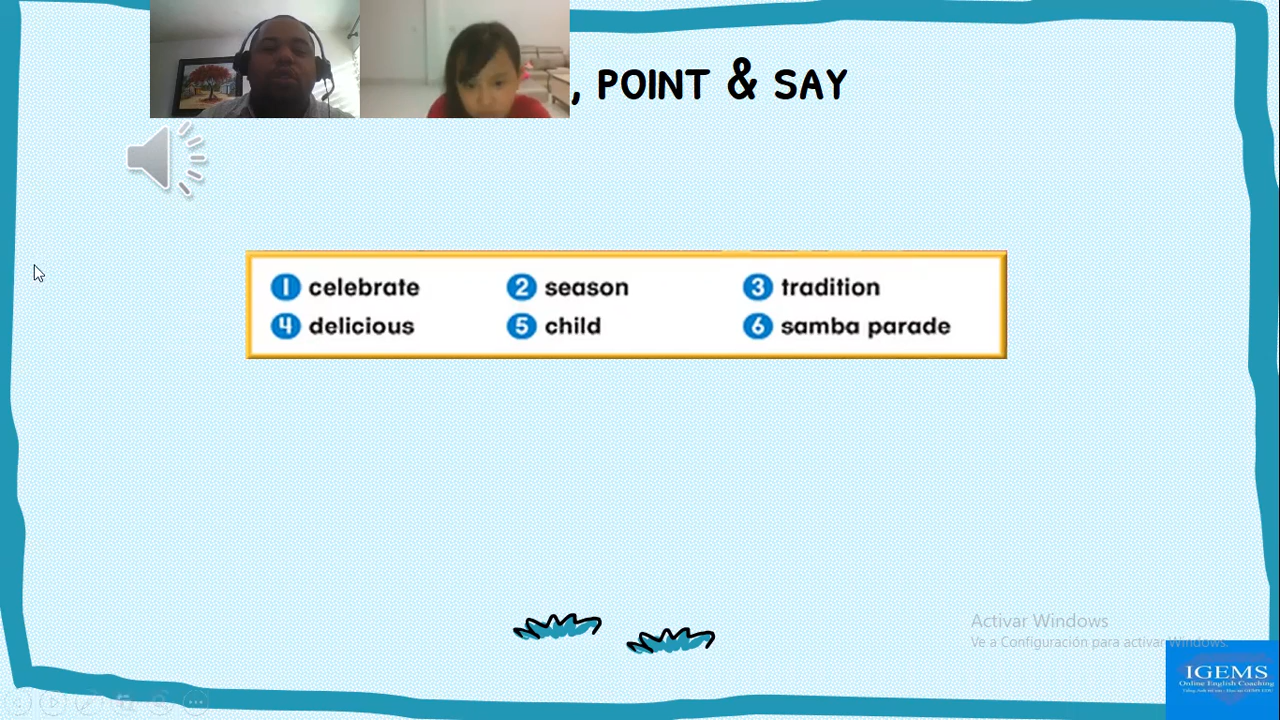 , POINT & SAY
1 celebrate
2 season
3 tradition
4 delicious
5 child
6 samba parade
Activar Windows
Ve a Configuración para activar Windows.
IGEMS
Online English Coaching